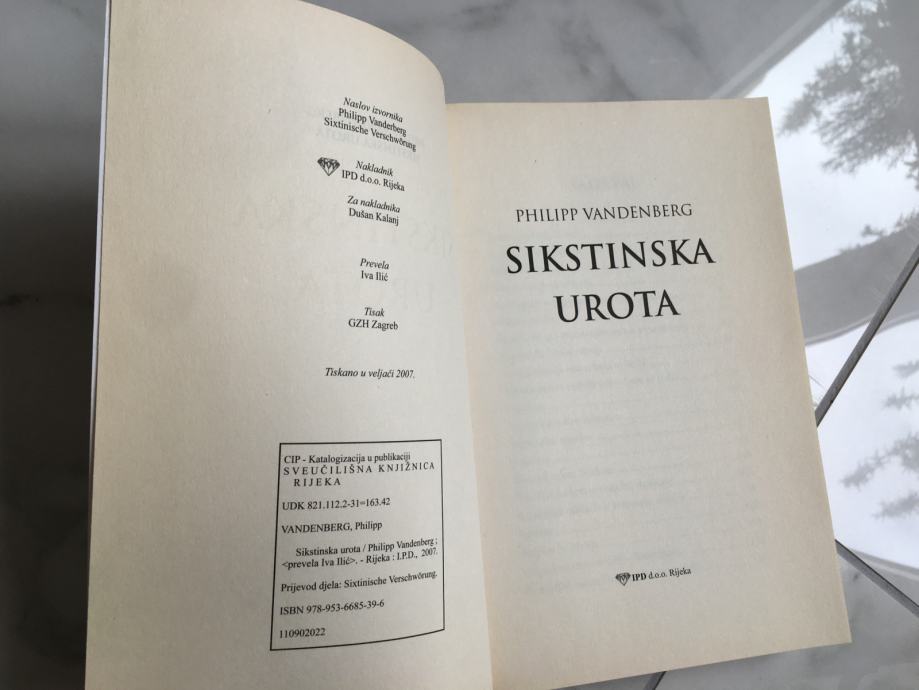 Naslov izvornika
Philipp Vanderberg
Sixtinische Verschwörung
Nakladnik
IPD d.o.o. Rijeka
Za nakladnika
Dušan Kalanj
Prevela
Iva Ilić
Tisak
GZH Zagreb
Tiskano u veljači 2007.
CIP - Katalogizacija u publikaciji
SVEUČILIŠNA KNJIŽNICA
RIJEKA
UDK 821.112.2-31=163.42
VANDENBERG, Philipp
Sikstinska urota / Philipp Vandenberg ;
<prevela Iva Ilić>. - Rijeka : I.P.D., 2007.
Prijevod djela: Sixtinische Verschwörung.
ISBN 978-953-6685-39-6
110902022
PHILIPP VANDENBERG
SIKSTINSKA
UROTA
IPD d.o.o. Rijeka